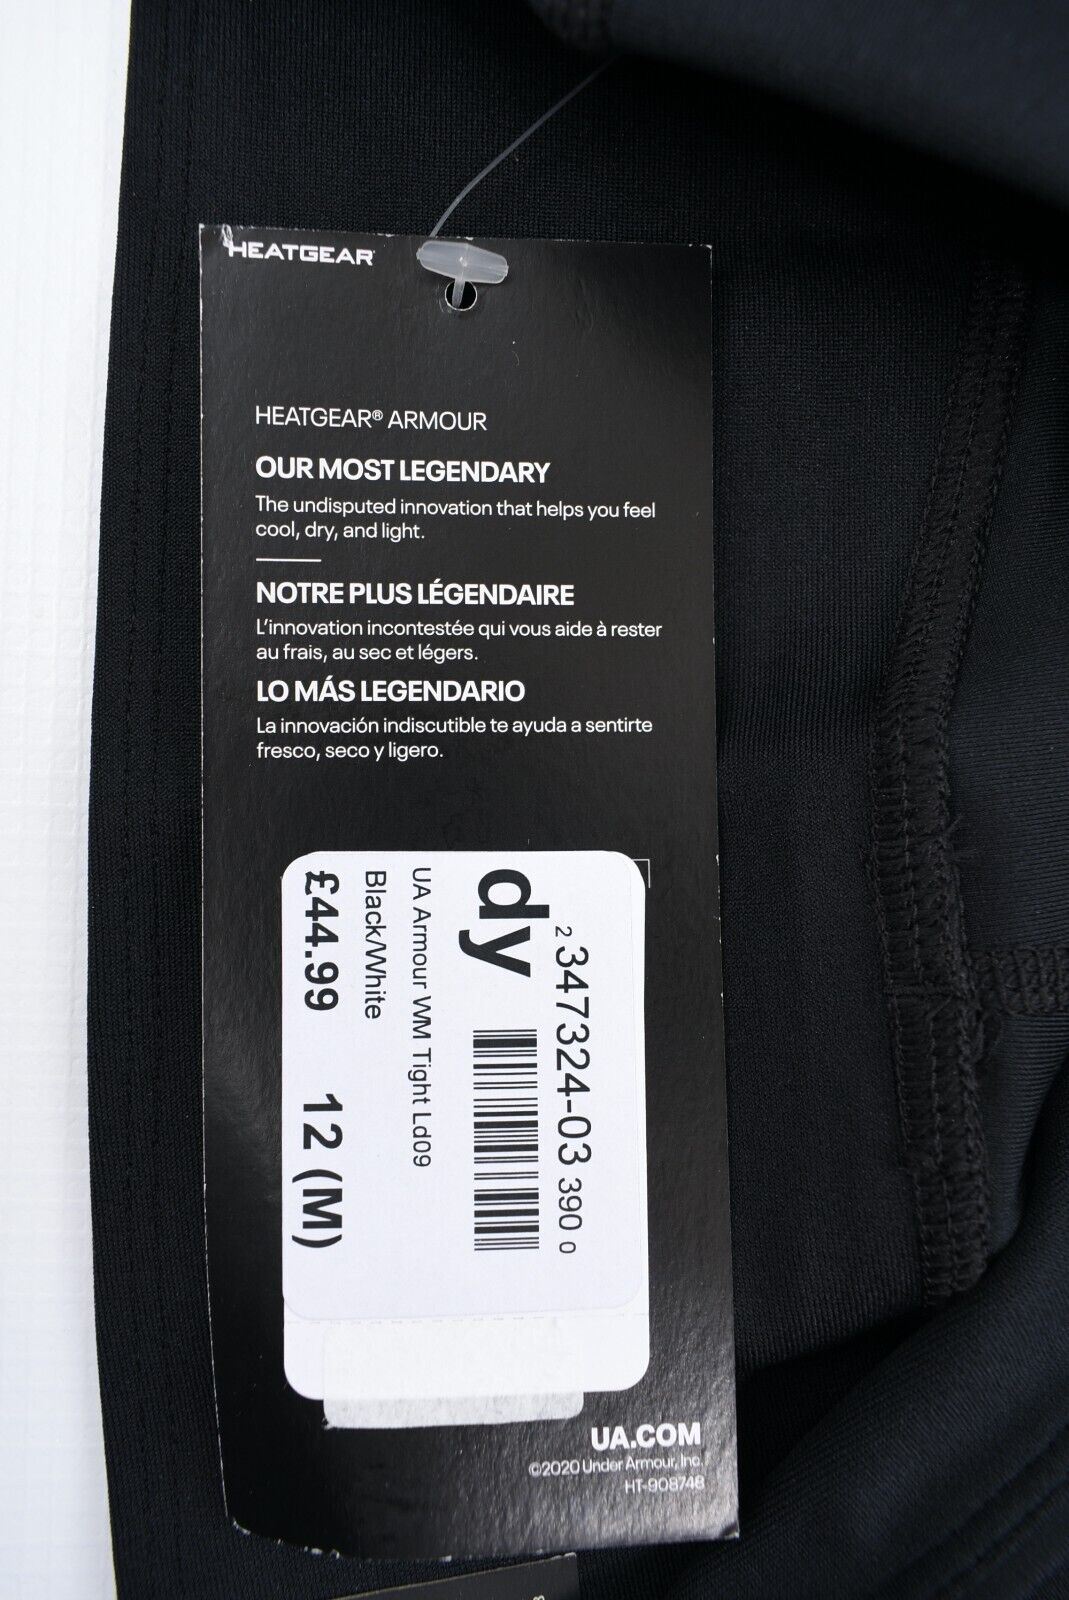 HEATGEAR
HEATGEAR® ARMOUR
OUR MOST LEGENDARY
The undisputed innovation that helps you feel
cool, dry, and light.
NOTRE PLUS LÉGENDAIRE
L'innovation incontestée qui vous aide à rester
au frais, au sec et légers.
LO MÁS LEGENDARIO
La innovación indiscutible te ayuda a sentirte
fresco, seco y ligero.
2 347324-03 390 0
dy
UA Armour WM Tight Ld09
Black/White
£44.99 12 (M)
UA.COM
©2020 Under Armour, Inc.
HT-908748